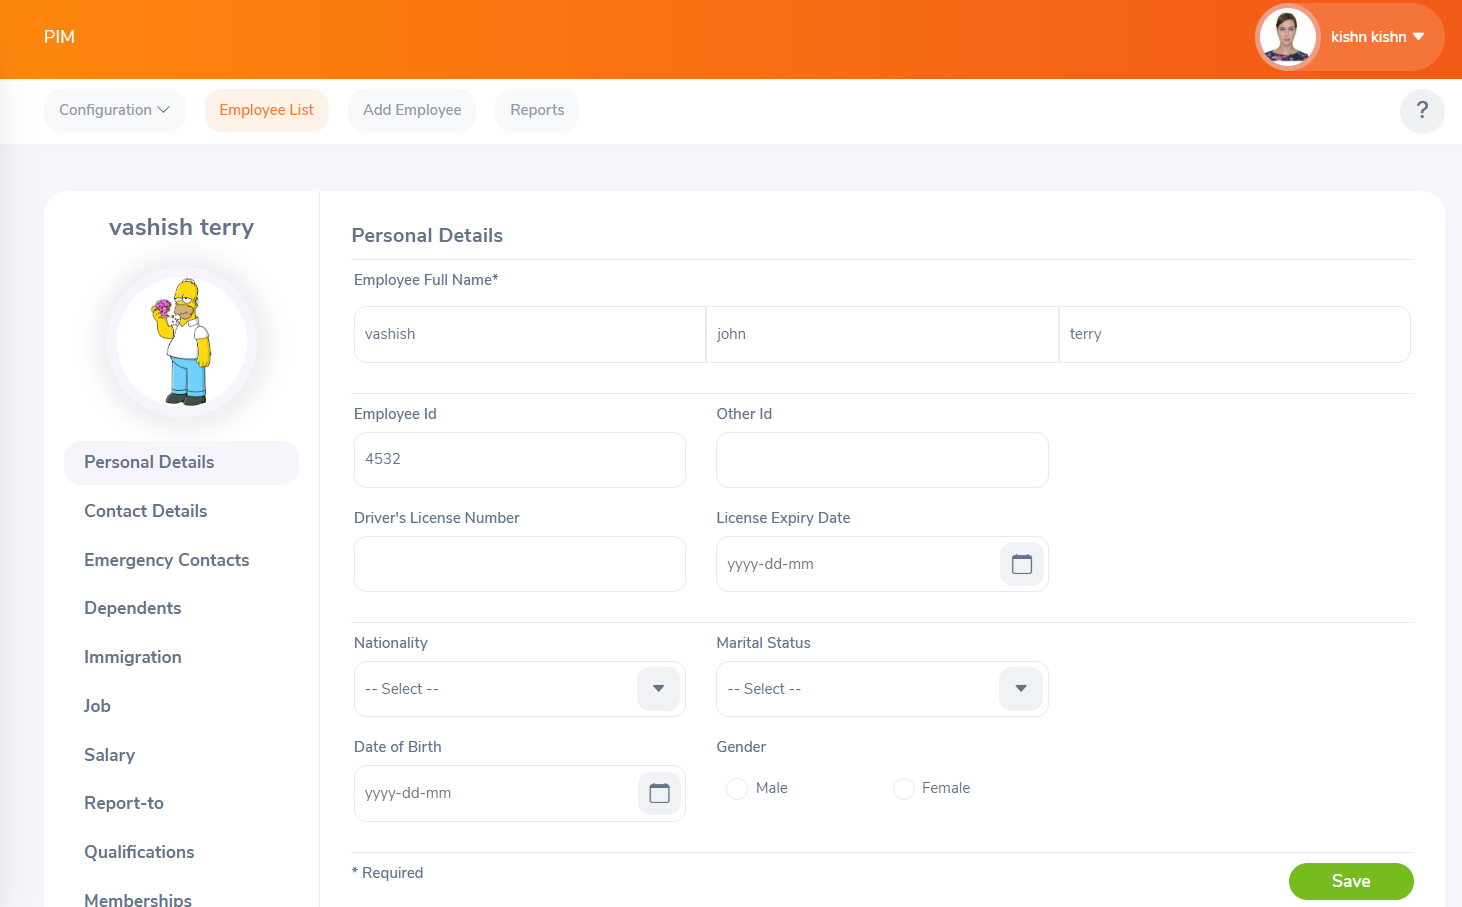 PIM
kishn kishn
Configuration
Employee List
Add Employee
Reports
?
vashish terry
Personal Details
Contact Details
Emergency Contacts
Dependents
Immigration
Job
Salary
Report-to
Qualifications
Memberships
Personal Details
Employee Full Name*
vashish john terry
Employee Id Other Id
4532
Driver's License Number License Expiry Date
yyyy-dd-mm
Nationality Marital Status
-- Select -- -- Select --
Date of Birth Gender
yyyy-dd-mm Male Female
* Required
Save